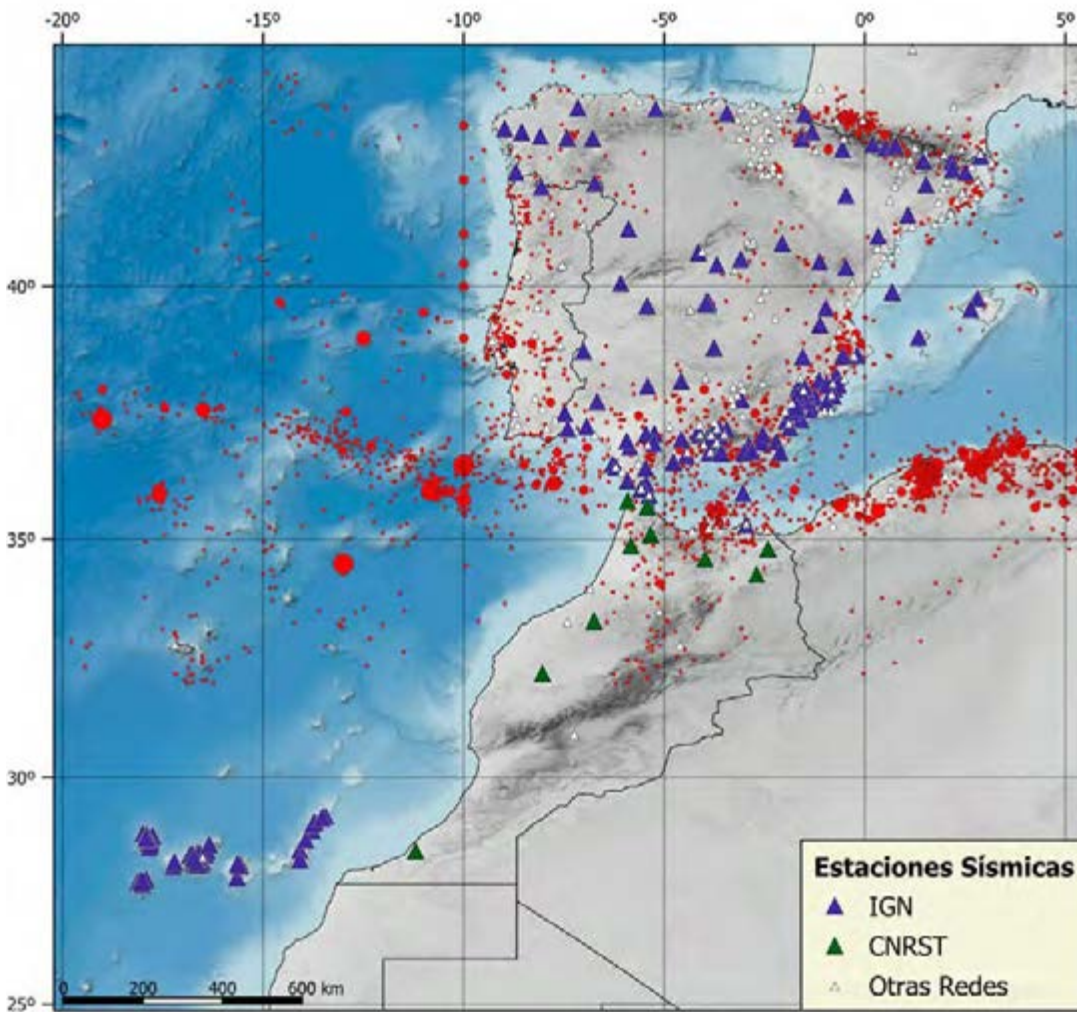 -20º -15º -10º -5º 0º 5º
40º
35º
30º
25º
0 200 400 600 km
Estaciones Sísmicas
IGN
CNRST
Otras Redes